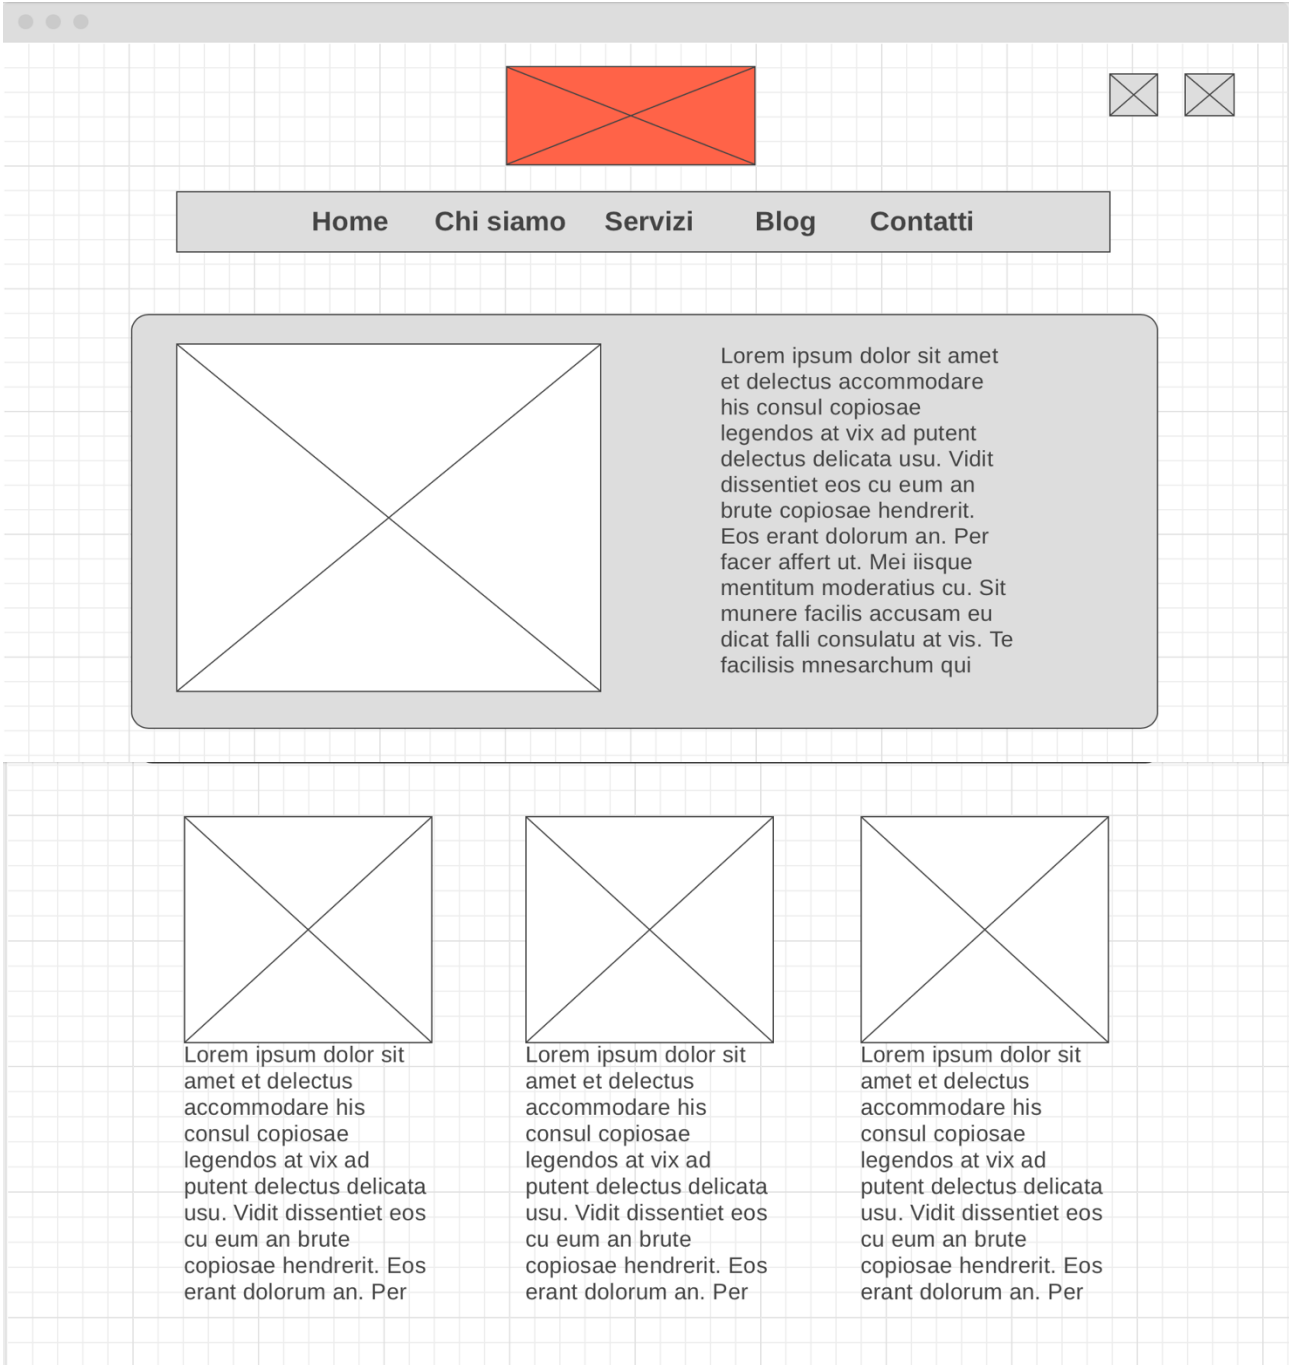 Home Chi siamo Servizi Blog Contatti
Lorem ipsum dolor sit amet
et delectus accommodare
his consul copiosae
legendos at vix ad putent
delectus delicata usu. Vidit
dissentiet eos cu eum an
brute copiosae hendrerit.
Eos erant dolorum an. Per
facer affert ut. Mei iisque
mentitum moderatius cu. Sit
munere facilis accusam eu
dicat falli consulatu at vis. Te
facilisis mnesarchum qui
Lorem ipsum dolor sit
amet et delectus
accommodare his
consul copiosae
legendos at vix ad
putent delectus delicata
usu. Vidit dissentiet eos
cu eum an brute
copiosae hendrerit. Eos
erant dolorum an. Per
Lorem ipsum dolor sit
amet et delectus
accommodare his
consul copiosae
legendos at vix ad
putent delectus delicata
usu. Vidit dissentiet eos
cu eum an brute
copiosae hendrerit. Eos
erant dolorum an. Per
Lorem ipsum dolor sit
amet et delectus
accommodare his
consul copiosae
legendos at vix ad
putent delectus delicata
usu. Vidit dissentiet eos
cu eum an brute
copiosae hendrerit. Eos
erant dolorum an. Per